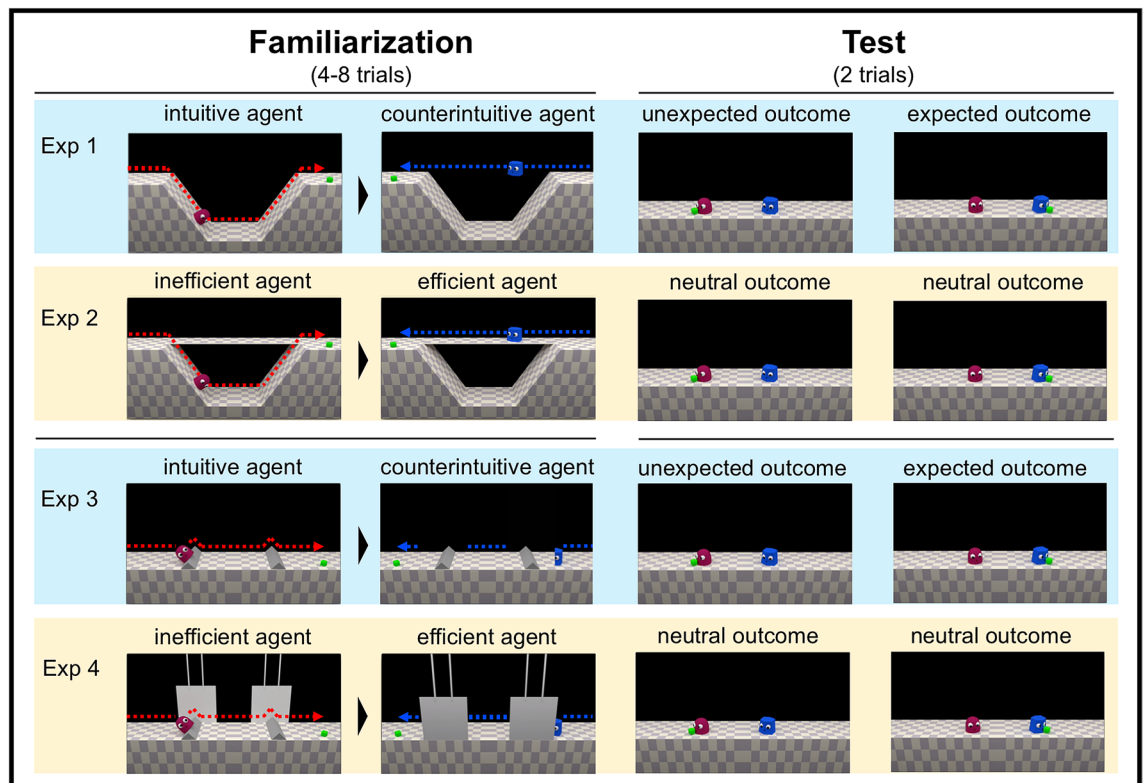 Familiarization
(4-8 trials)
Test
(2 trials)
Exp 1
intuitive agent
counterintuitive agent
unexpected outcome
expected outcome
Exp 2
inefficient agent
efficient agent
neutral outcome
neutral outcome
Exp 3
intuitive agent
counterintuitive agent
unexpected outcome
expected outcome
Exp 4
inefficient agent
efficient agent
neutral outcome
neutral outcome